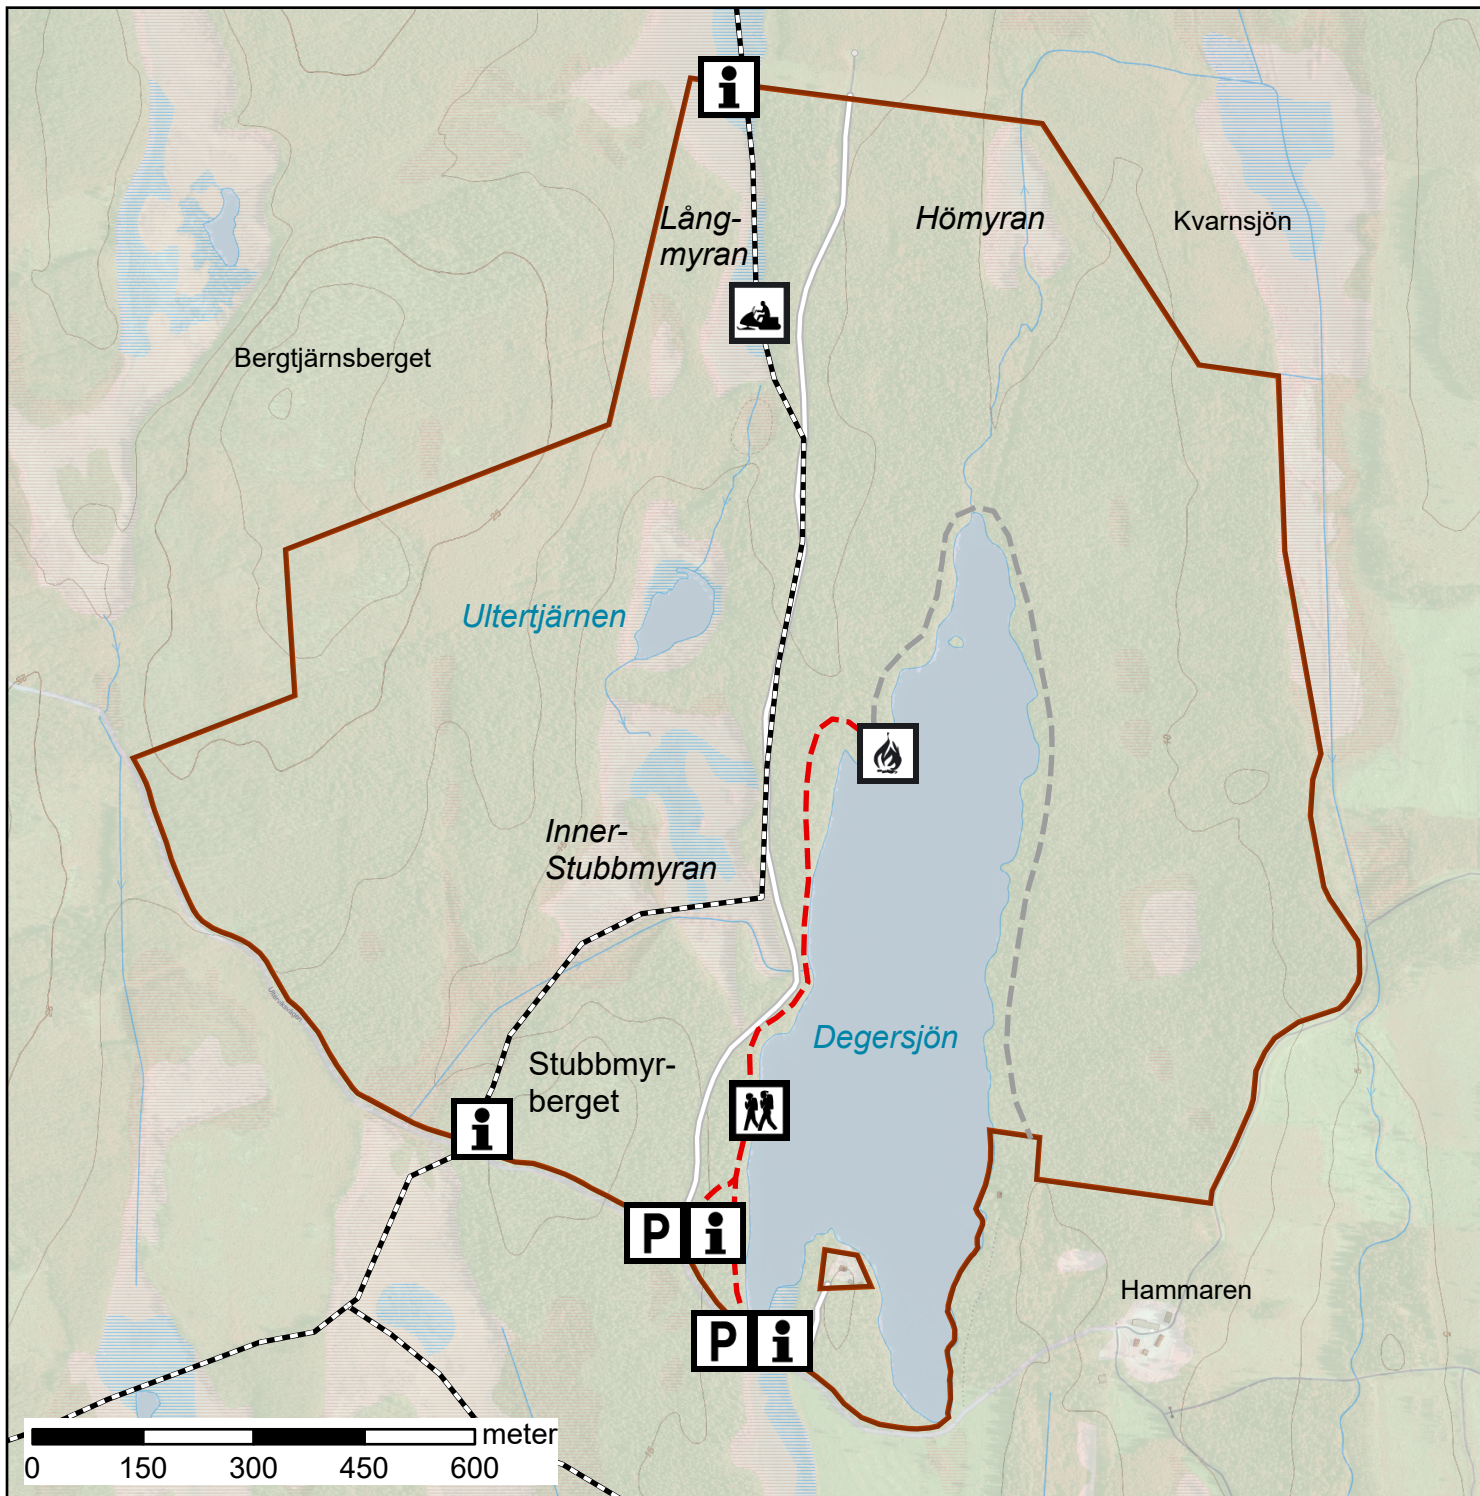 Lång-
myran
Hömyran
Kvarnsjön
Bergtjärnsberget
Ultertjärnen
Inner-
Stubbmyran
Degersjön
Stubbmyr-
berget
P
Hammaren
P
meter
0 150 300 450 600